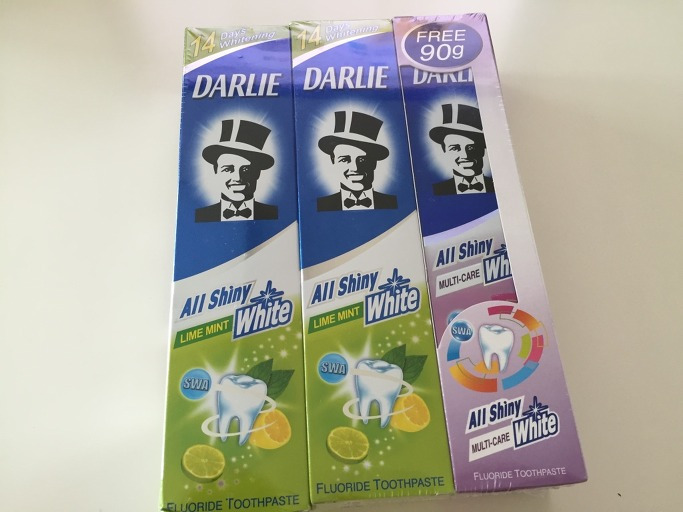 14 Days
Whitening
DARLIE
All Shiny
LIME MINT
White
SWA
FLUORIDE TOOTHPASTE
14 Days
Whitening
DARLIE
All Shiny
LIME MINT
White
SWA
FLUORIDE TOOTHPASTE
FREE
90g
DARLI
All Shiny
MULTI-CARE
Wh
SWA
All Shiny
MULTI-CARE
White
FLUORIDE TOOTHPASTE